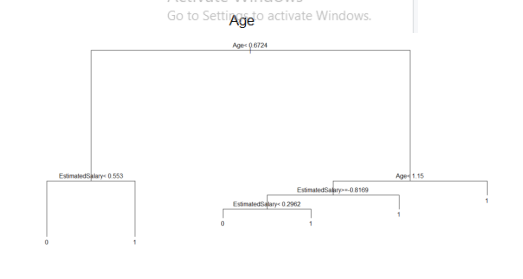 Activate Windows
Go to Settings to activate Windows.
Age
Age< 0.6724
EstimatedSalary< 0.553
Age< 1.15
EstimatedSalary>=-0.8169
EstimatedSalary< 0.2962
0
1
0
1
1
1